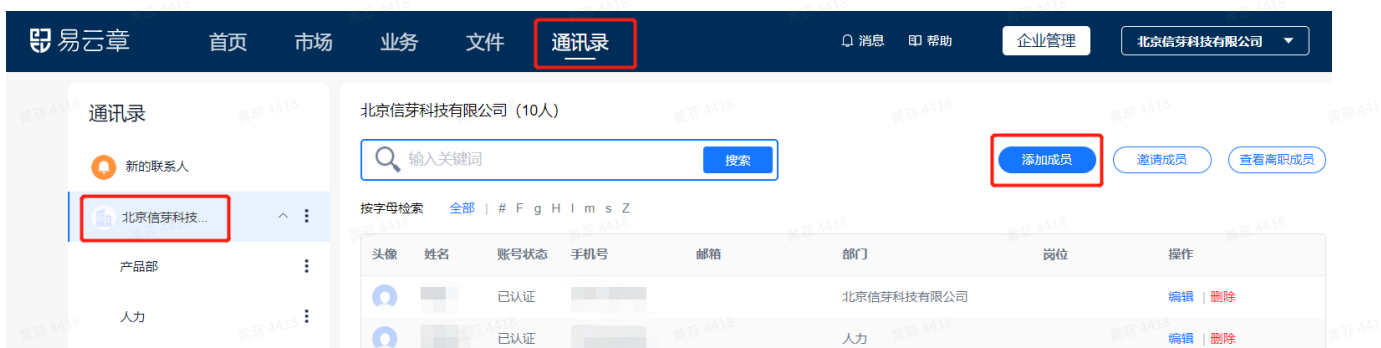 易云章 首页 市场 业务 文件 通讯录 消息 帮助 企业管理 北京信芽科技有限公司
通讯录
新的联系人
北京信芽科技...
产品部
人力
北京信芽科技有限公司（10人）
输入关键词 搜索 添加成员 邀请成员 查看离职成员
按字母检索 全部 | # F g H I m s Z
头像 姓名 账号状态 手机号 邮箱 部门 岗位 操作
已认证 北京信芽科技有限公司 编辑 | 删除
已认证 人力 编辑 | 删除
黄菲 4418